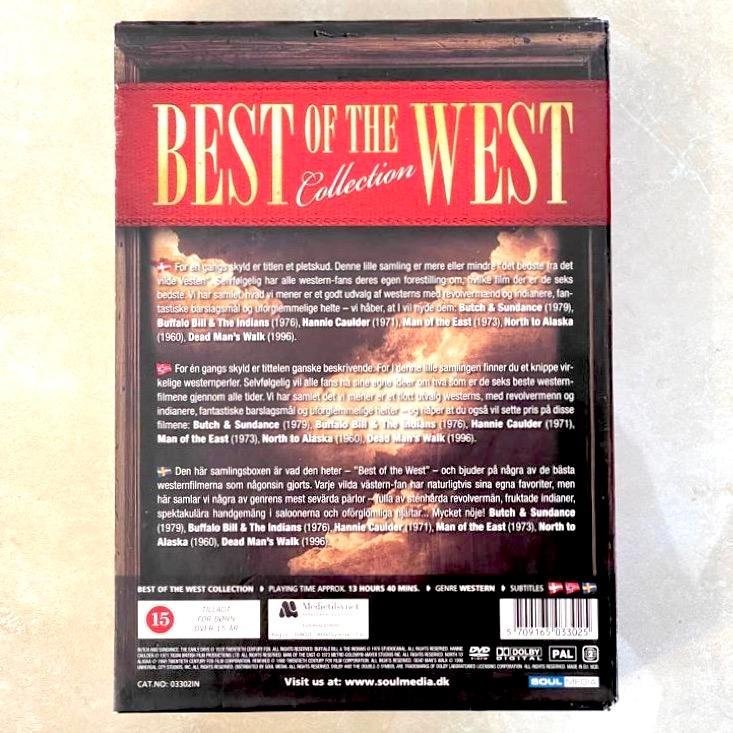 BEST OF THE WEST
Collection
For en gangs skyld er titlen et pletskud. Denne lille samling er mere eller mindre "det bedste fra det
vilde Vesten". Selvfølgelig har alle western-fans deres egen forestilling om, hvilke film der er de seks
bedste. Vi har samlet, hvad vi mener er et godt udvalg af westerns med revolvermænd og indianere, fan-
tastiske barslagsmål og uforglemmelige helte – vi håber, at I vil nyde dem: Butch & Sundance (1979),
Buffalo Bill & The Indians (1976), Hannie Caulder (1971), Man of the East (1973), North to Alaska
(1960), Dead Man's Walk (1996).
For én gangs skyld er tittelen ganske beskrivende. For i denne lille samlingen finner du et knippe vir-
kelige westernperler. Selvfølgelig vil alle fans ha sine egne ideer om hva som er de seks beste western-
filmene gjennom alle tider. Vi har samlet det vi mener er et flott utvalg westerns, med revolvermenn og
indianere, fantastiske barslagsmål og uforglemmelige helter – og håper at du også vil sette pris på disse
filmene: Butch & Sundance (1979), Buffalo Bill & The Indians (1976), Hannie Caulder (1971),
Man of the East (1973), North to Alaska (1960), Dead Man's Walk (1996).
Den här samlingsboxen är vad den heter – "Best of the West" – och bjuder på några av de bästa
westernfilmerna som någonsin gjorts. Varje vilda västern-fan har naturligtvis sina egna favoriter, men
här samlar vi några av genrens mest sevärda pärlor – fulla av stenhårda revolvermän, fruktade indianer,
spektakulära handgemäng i saloonerna och oförglömliga hjältar... Mycket nöje! Butch & Sundance
(1979), Buffalo Bill & The Indians (1976), Hannie Caulder (1971), Man of the East (1973), North to
Alaska (1960), Dead Man's Walk (1996).
BEST OF THE WEST COLLECTION PLAYING TIME APPROX. 13 HOURS 40 MINS. GENRE WESTERN SUBTITLES
15
TILLADT
FOR BØRN
OVER 15 ÅR
Medietilsynet
5 709165 033025
DVD VIDEO
DOLBY DIGITAL
PAL
2
CAT.NO: 03302IN
Visit us at: www.soulmedia.dk
SOULMEDIA